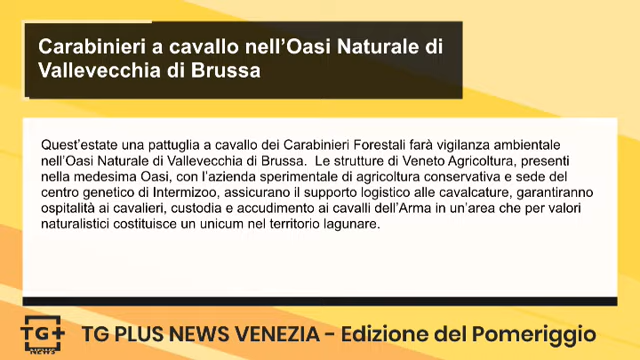 Carabinieri a cavallo nell’Oasi Naturale di
Vallevecchia di Brussa
Quest’estate una pattuglia a cavallo dei Carabinieri Forestali farà vigilanza ambientale
nell’Oasi Naturale di Vallevecchia di Brussa.  Le strutture di Veneto Agricoltura, presenti
nella medesima Oasi, con l’azienda sperimentale di agricoltura conservativa e sede del
centro genetico di Intermizoo, assicurano il supporto logistico alle cavalcature, garantiranno
ospitalità ai cavalieri, custodia e accudimento ai cavalli dell’Arma in un’area che per valori
naturalistici costituisce un unicum nel territorio lagunare.
TG+
NEWS
TG PLUS NEWS VENEZIA - Edizione del Pomeriggio